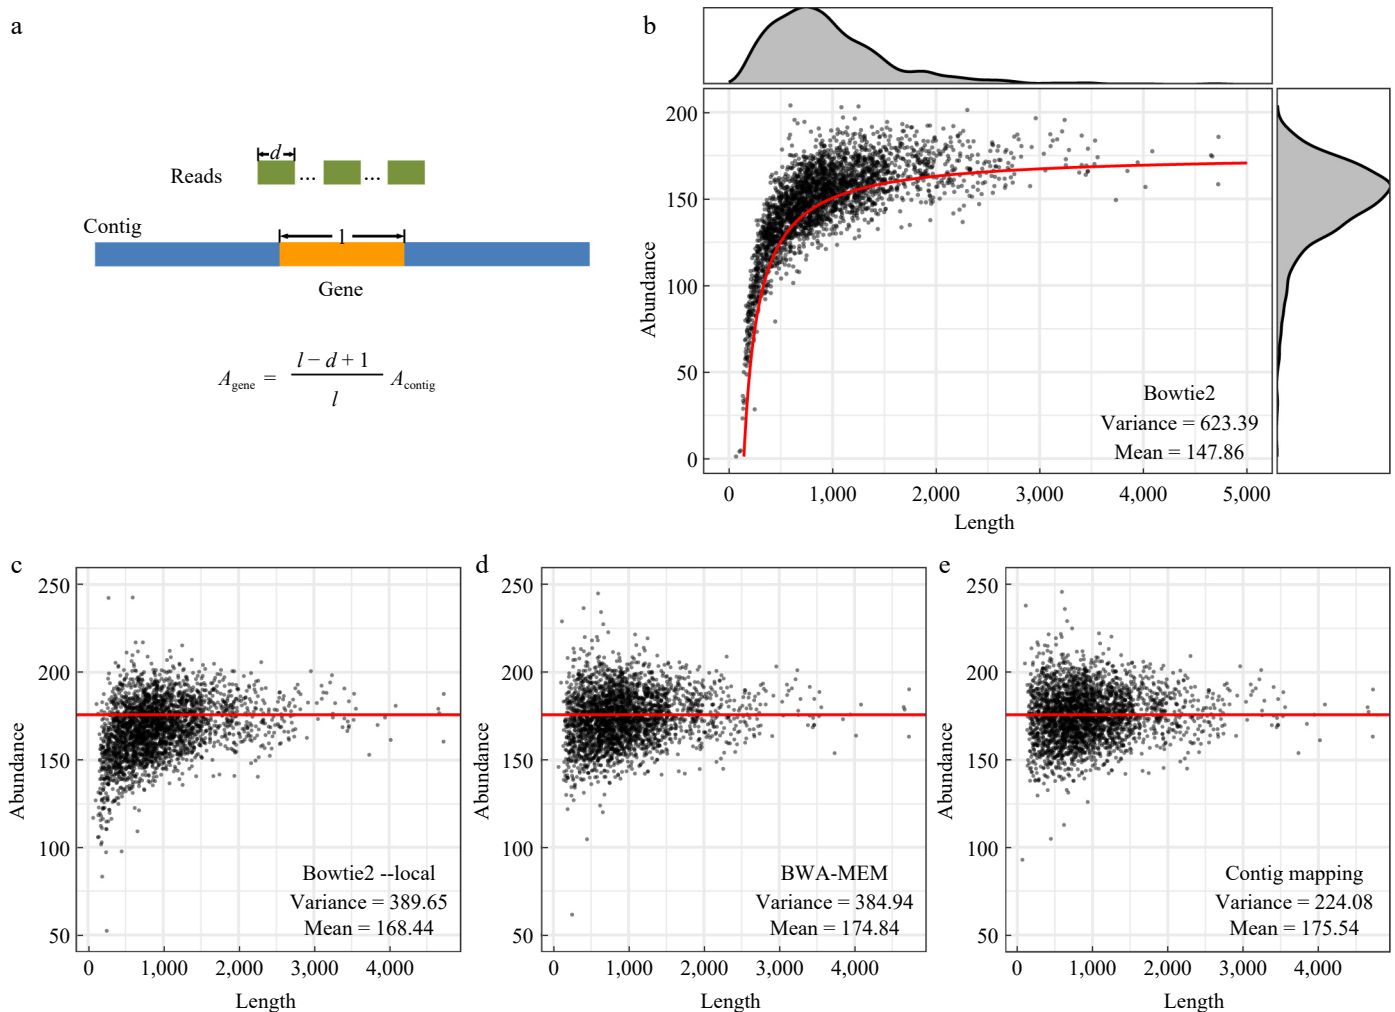 a
d
Reads
... ...
Contig
l
Gene
A_gene = (l − d + 1) / l A_contig
b
Abundance
200
150
100
50
0
Bowtie2
Variance = 623.39
Mean = 147.86
0 1,000 2,000 3,000 4,000 5,000
Length
c
Abundance
250
200
150
100
50
Bowtie2 --local
Variance = 389.65
Mean = 168.44
0 1,000 2,000 3,000 4,000
Length
d
Abundance
250
200
150
100
50
BWA-MEM
Variance = 384.94
Mean = 174.84
0 1,000 2,000 3,000 4,000
Length
e
Abundance
250
200
150
100
50
Contig mapping
Variance = 224.08
Mean = 175.54
0 1,000 2,000 3,000 4,000
Length